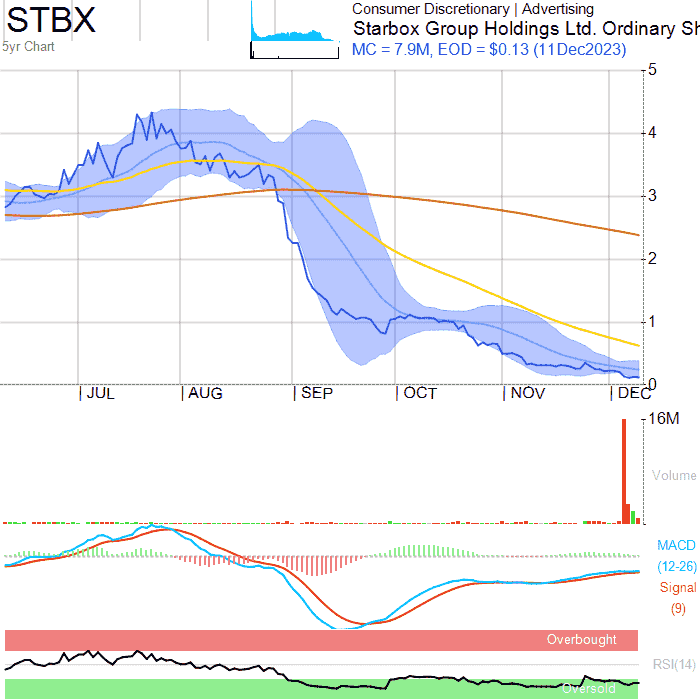 STBX
5yr Chart
Consumer Discretionary | Advertising
Starbox Group Holdings Ltd. Ordinary Sh
MC = 7.9M, EOD = $0.13 (11Dec2023)
5
4
3
2
1
0
JUL AUG SEP OCT NOV DEC
16M
Volume
MACD
(12-26)
Signal
(9)
Overbought
RSI(14)
Oversold